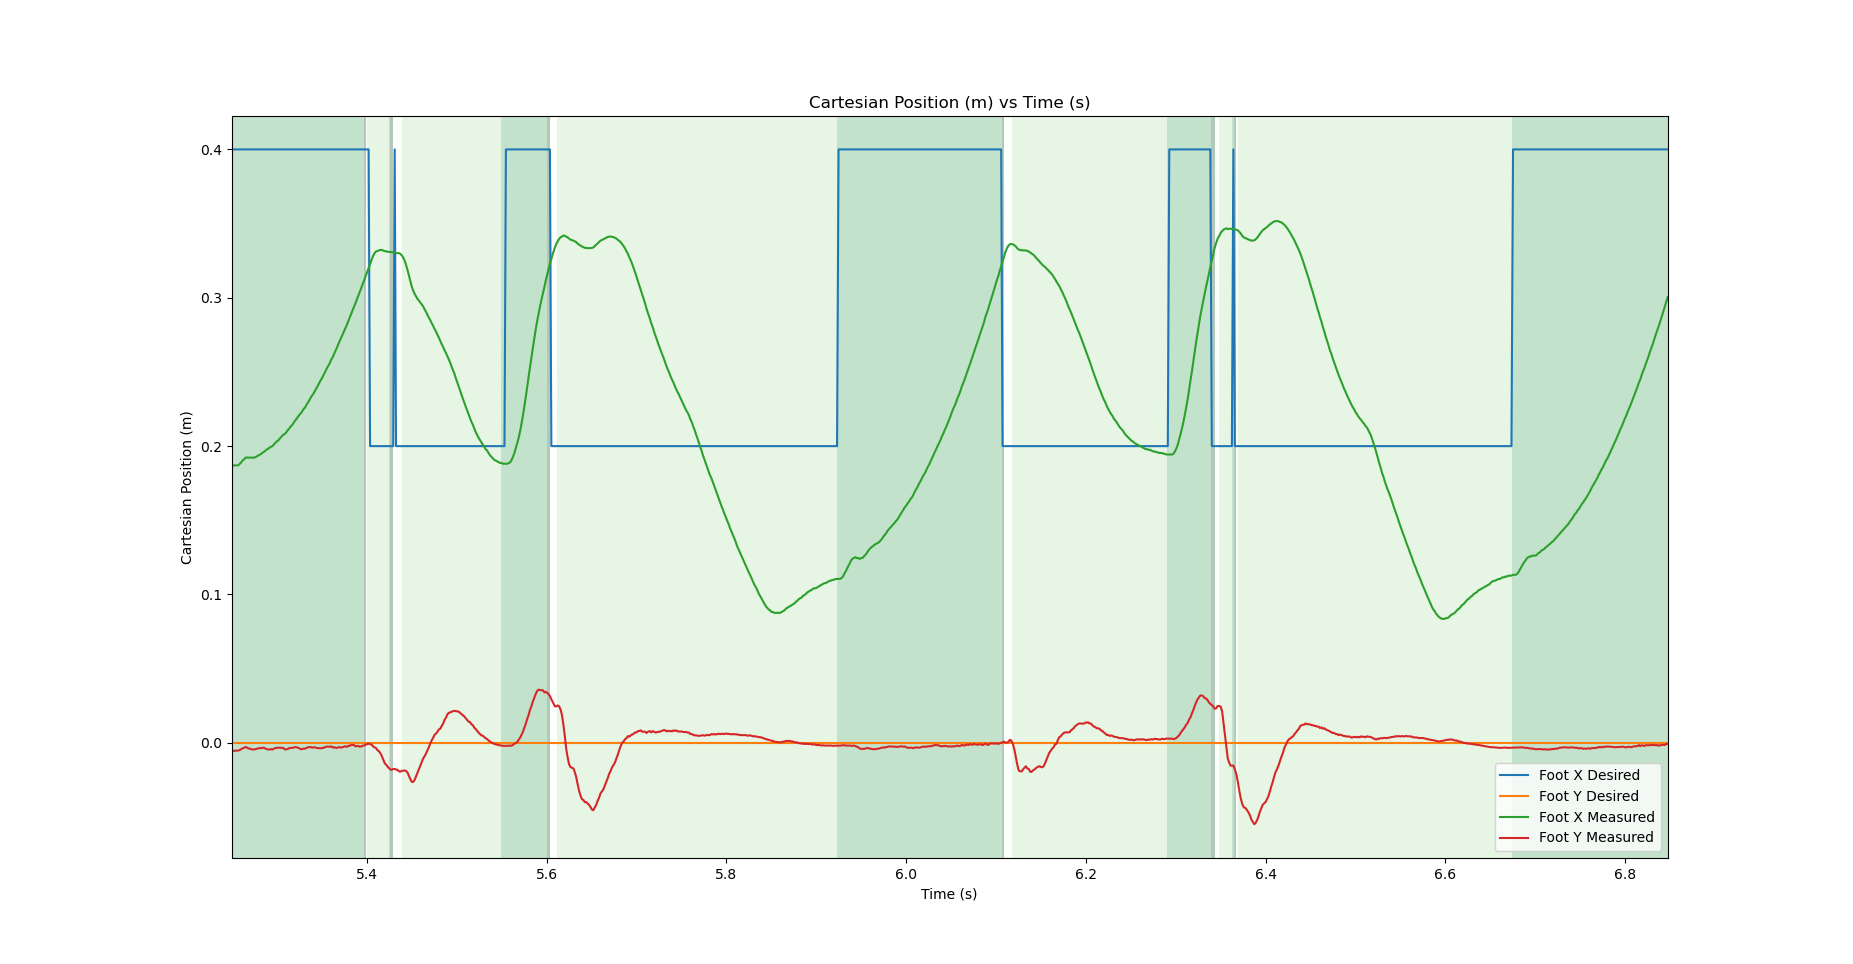 Cartesian Position (m) vs Time (s)
Cartesian Position (m)
0.4
0.3
0.2
0.1
0.0
5.4 5.6 5.8 6.0 6.2 6.4 6.6 6.8
Time (s)
Foot X Desired
Foot Y Desired
Foot X Measured
Foot Y Measured